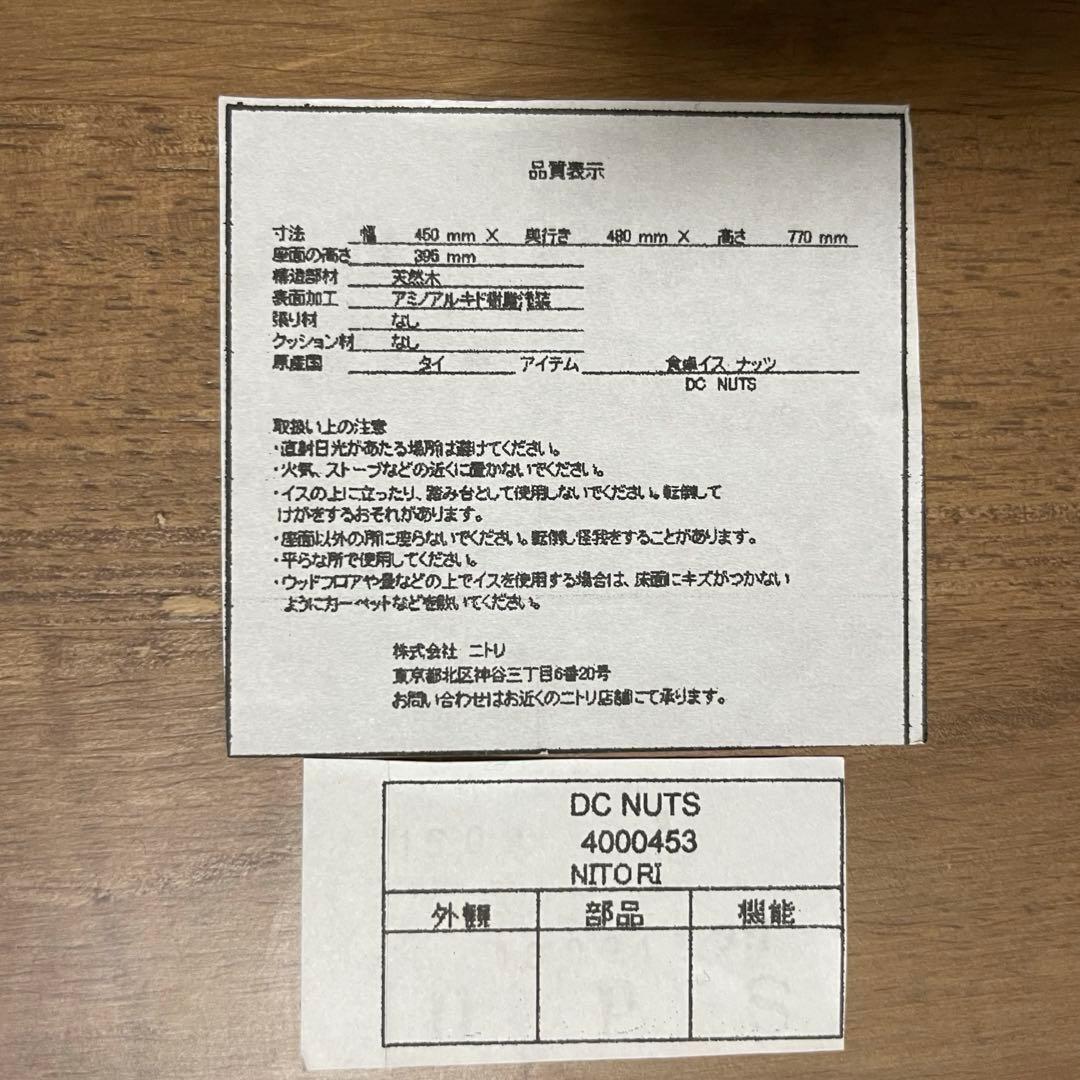 品質表示
寸法 幅 450 mm X 奥行き 480 mm X 高さ 770 mm
座面の高さ 395 mm
構造部材 天然木
表面加工 アミノアルキド樹脂塗装
張り材 なし
クッション材 なし
原産国 タイ アイテム 食卓イス ナッツ
DC NUTS
取扱い上の注意
・直射日光があたる場所は避けてください。
・火気、ストーブなどの近くに置かないでください。
・イスの上に立ったり、踏み台として使用しないでください。転倒して
けがをするおそれがあります。
・座面以外の所に座らないでください。転倒し怪我をすることがあります。
・平らな所で使用してください。
・ウッドフロアや畳などの上でイスを使用する場合は、床面にキズがつかない
ようにカーペットなどを敷いてください。
株式会社 ニトリ
東京都北区神谷三丁目6番20号
お問い合わせはお近くのニトリ店舗にて承ります。
DC NUTS
4000453
NITORI
外観 部品 機能